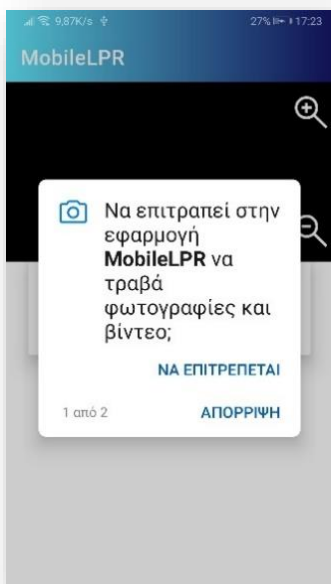 9,87K/s 27% 17:23
MobileLPR
Να επιτραπεί στην
εφαρμογή
MobileLPR να
τραβά
φωτογραφίες και
βίντεο;
ΝΑ ΕΠΙΤΡΕΠΕΤΑΙ
1 από 2 ΑΠΟΡΡΙΨΗ